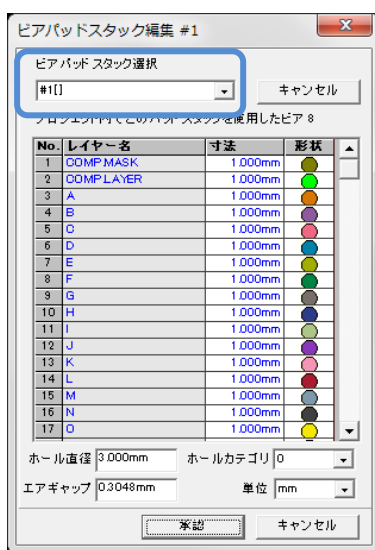 ビアパッドスタック編集 #1
ビアパッドスタック選択
#1[]
キャンセル
プロジェクト内でこのパッドスタックを使用したビア 8
No. レイヤー名 寸法 形状
1 COMPMASK 1.000mm
2 COMPLAYER 1.000mm
3 A 1.000mm
4 B 1.000mm
5 C 1.000mm
6 D 1.000mm
7 E 1.000mm
8 F 1.000mm
9 G 1.000mm
10 H 1.000mm
11 I 1.000mm
12 J 1.000mm
13 K 1.000mm
14 L 1.000mm
15 M 1.000mm
16 N 1.000mm
17 O 1.000mm
ホール直径 3.000mm ホールカテゴリ 0
エアギャップ 0.3048mm 単位 mm
承認 キャンセル